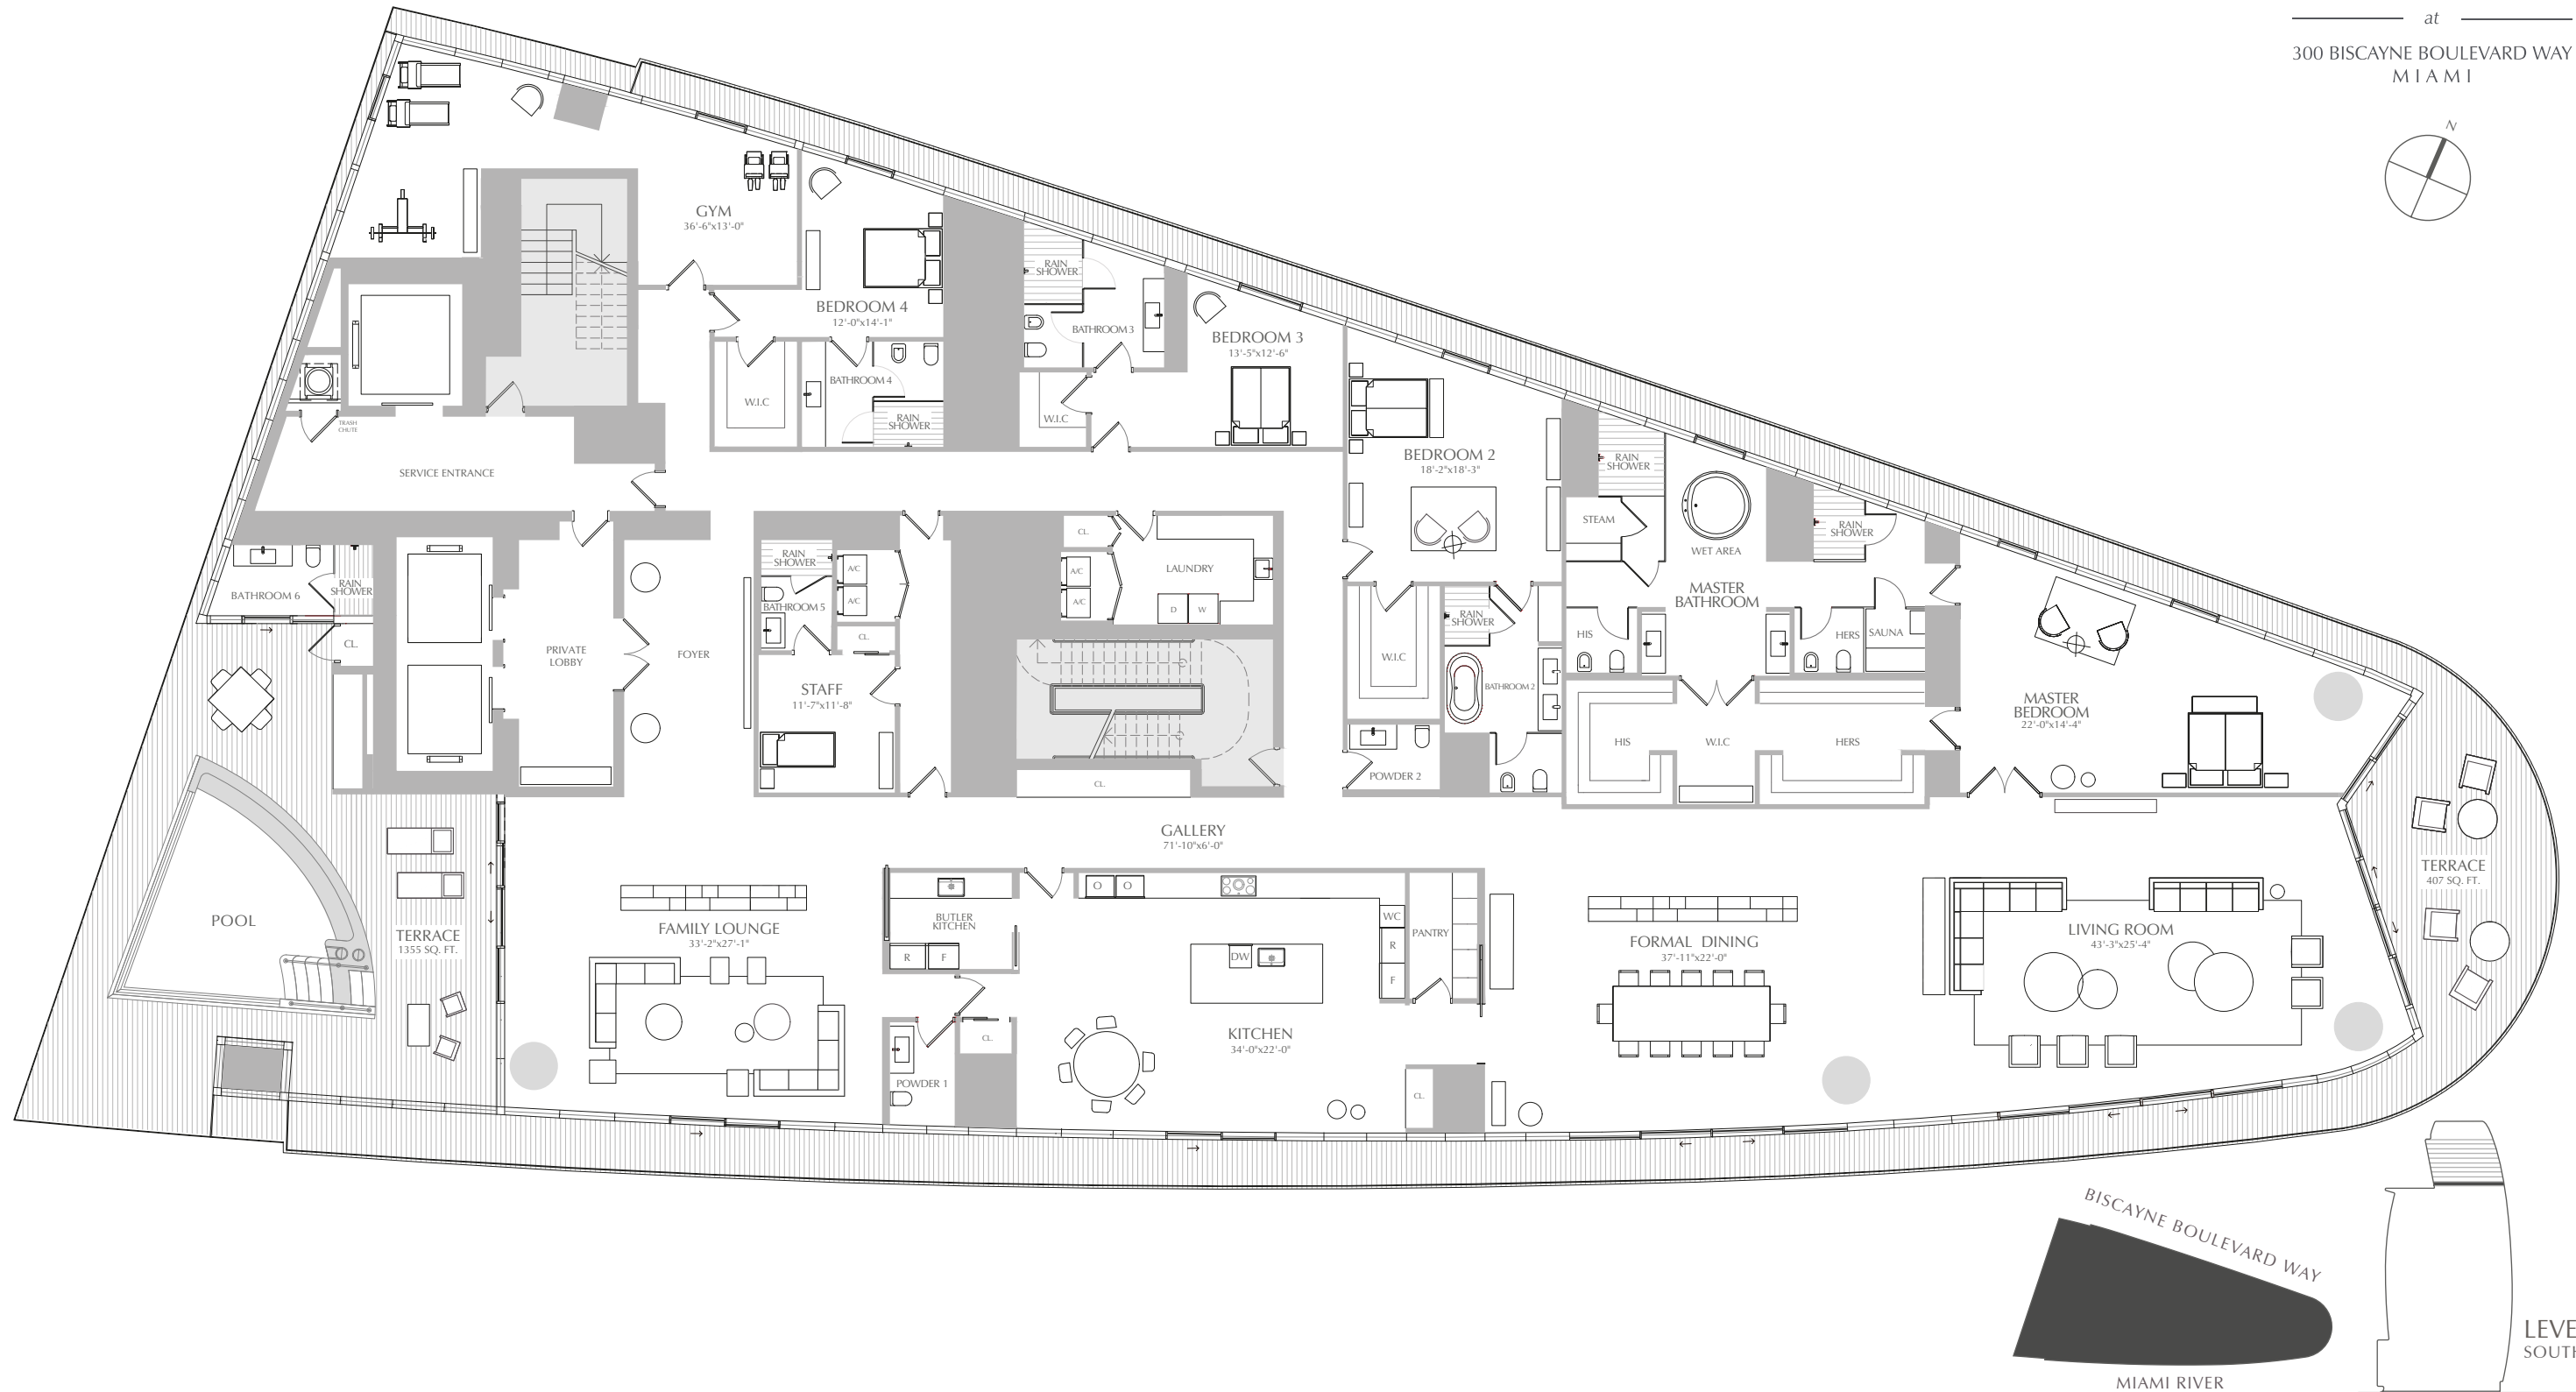 at
300 BISCAYNE BOULEVARD WAY
MIAMI
N
GYM
36'-6"x13'-0"
BEDROOM 4
12'-0"x14'-1"
RAIN
SHOWER
BATHROOM 3
BEDROOM 3
13'-5"x12'-6"
BATHROOM 4
W.I.C
RAIN
SHOWER
W.I.C
TRASH
CHUTE
SERVICE ENTRANCE
BEDROOM 2
18'-2"x18'-3"
RAIN
SHOWER
STEAM
WET AREA
RAIN
SHOWER
CL.
RAIN
SHOWER
A/C
A/C
A/C
A/C
LAUNDRY
D
W
BATHROOM 6
RAIN
SHOWER
CL.
PRIVATE
LOBBY
FOYER
BATHROOM 5
CL.
STAFF
11'-7"x11'-8"
CL.
W.I.C
RAIN
SHOWER
BATHROOM 2
POWDER 2
MASTER
BATHROOM
HIS
HERS
SAUNA
HIS
W.I.C
HERS
MASTER
BEDROOM
22'-0"x14'-4"
GALLERY
71'-10"x6'-0"
POOL
TERRACE
1355 SQ. FT.
FAMILY LOUNGE
33'-2"x27'-1"
BUTLER
KITCHEN
R
F
O
O
DW
WC
R
F
PANTRY
KITCHEN
34'-0"x22'-0"
CL.
POWDER 1
CL.
FORMAL DINING
37'-11"x22'-0"
LIVING ROOM
43'-3"x25'-4"
TERRACE
407 SQ. FT.
BISCAYNE BOULEVARD WAY
MIAMI RIVER
LEVE
SOUTH